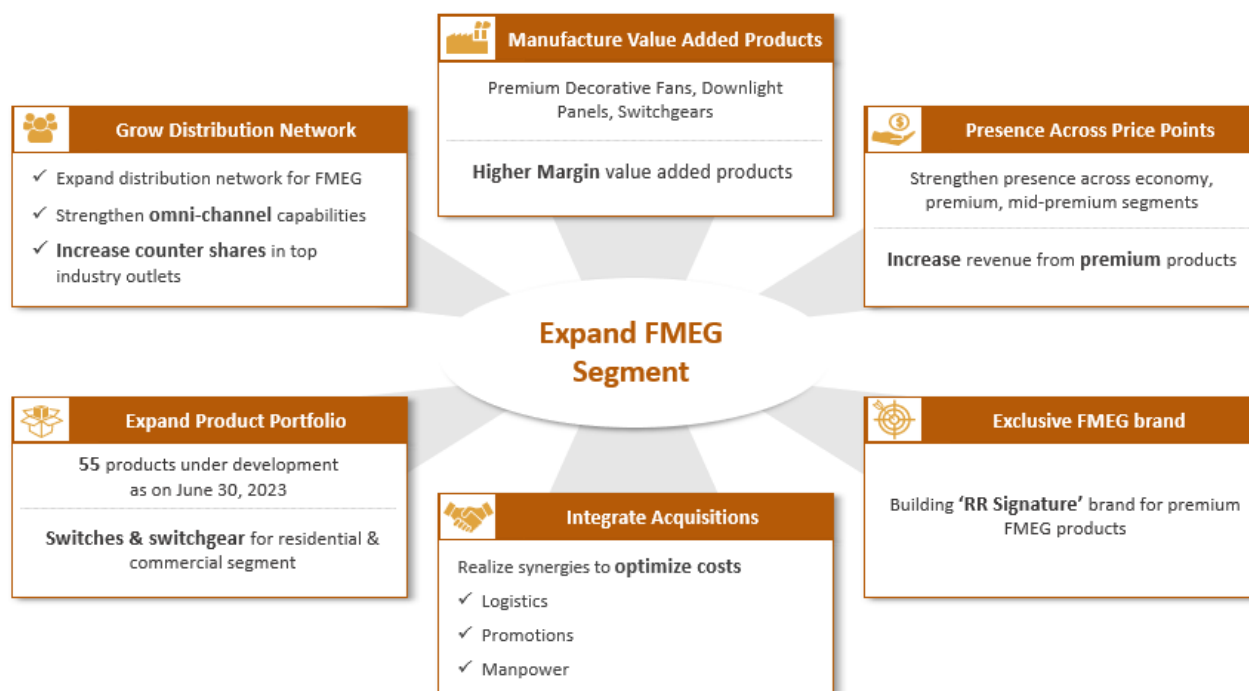 Manufacture Value Added Products
Premium Decorative Fans, Downlight
Panels, Switchgears
Higher Margin value added products
Grow Distribution Network
✓ Expand distribution network for FMEG
✓ Strengthen omni-channel capabilities
✓ Increase counter shares in top
industry outlets
Presence Across Price Points
Strengthen presence across economy,
premium, mid-premium segments
Increase revenue from premium products
Expand FMEG
Segment
Expand Product Portfolio
55 products under development
as on June 30, 2023
Switches & switchgear for residential &
commercial segment
Integrate Acquisitions
Realize synergies to optimize costs
✓ Logistics
✓ Promotions
✓ Manpower
Exclusive FMEG brand
Building ‘RR Signature’ brand for premium
FMEG products